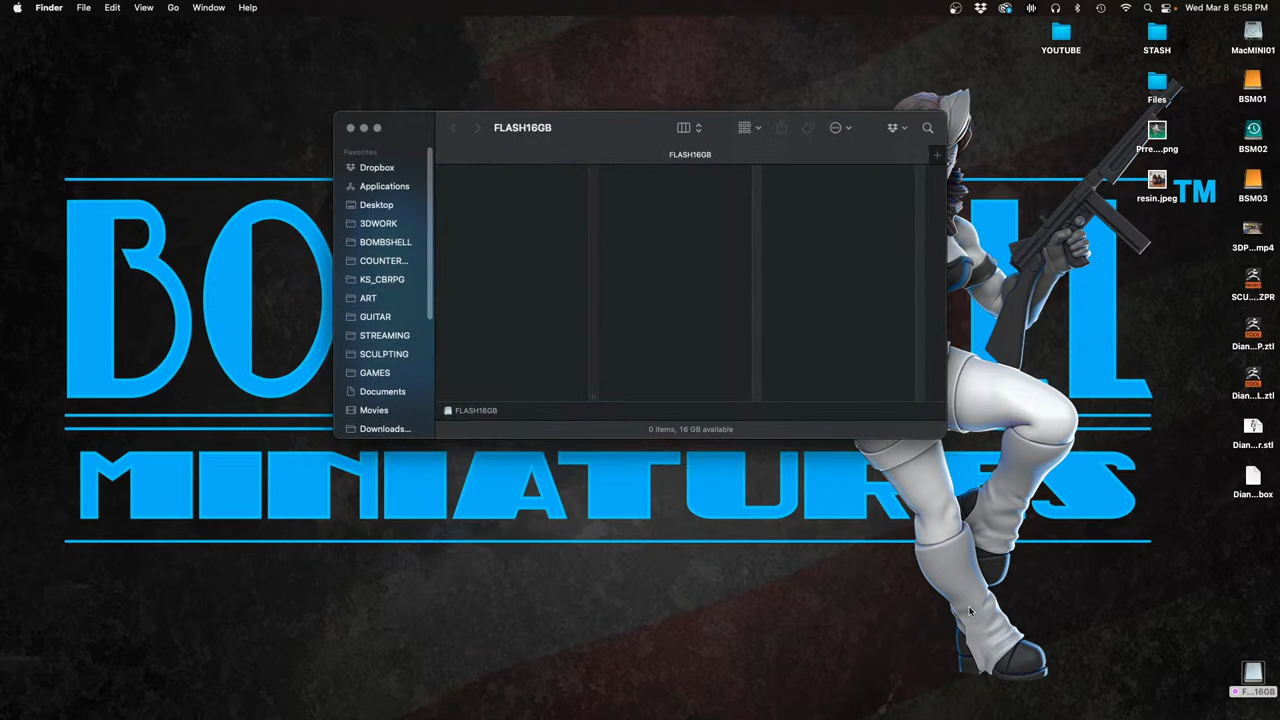 Finder File Edit View Go Window Help
Wed Mar 8 6:58 PM
YOUTUBE
STASH
MacMINI01
Files
BSM01
Prre....png
BSM02
resin.jpeg
BSM03
3DP...mp4
SCU....ZPR
Dian...P.ztl
Dian...L.ztl
Dian...r.stl
Dian...box
F...16GB
FLASH16GB
FLASH16GB
Favorites
Dropbox
Applications
Desktop
3DWORK
BOMBSHELL
COUNTER...
KS_CBRPG
ART
GUITAR
STREAMING
SCULPTING
GAMES
Documents
Movies
Downloads...
FLASH16GB
0 items, 16 GB available
TM
MINIATURES